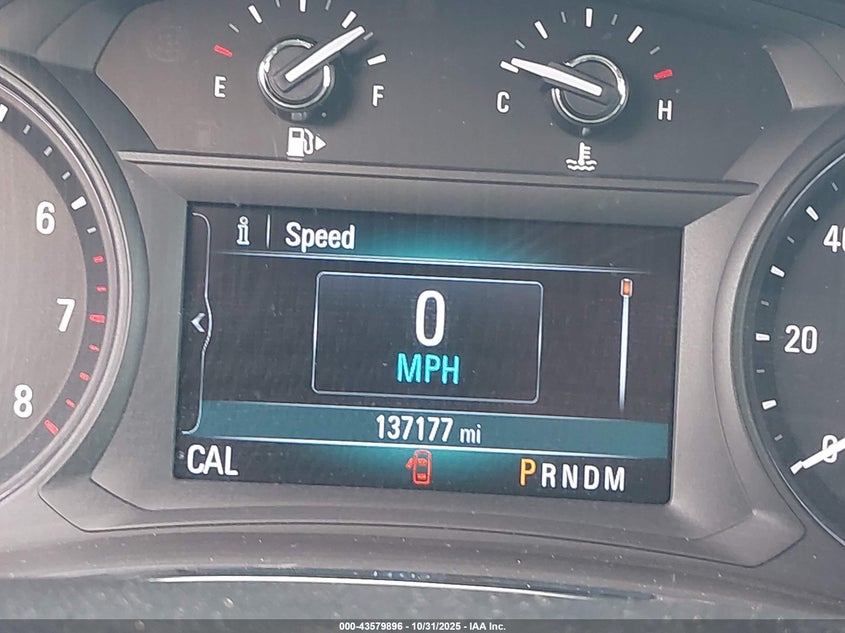 E F
C H
6
7
8
i Speed
0
MPH
137177 mi
CAL
PRNDM
40
20
0
000-43579896 - 10/31/2025 - IAA Inc.